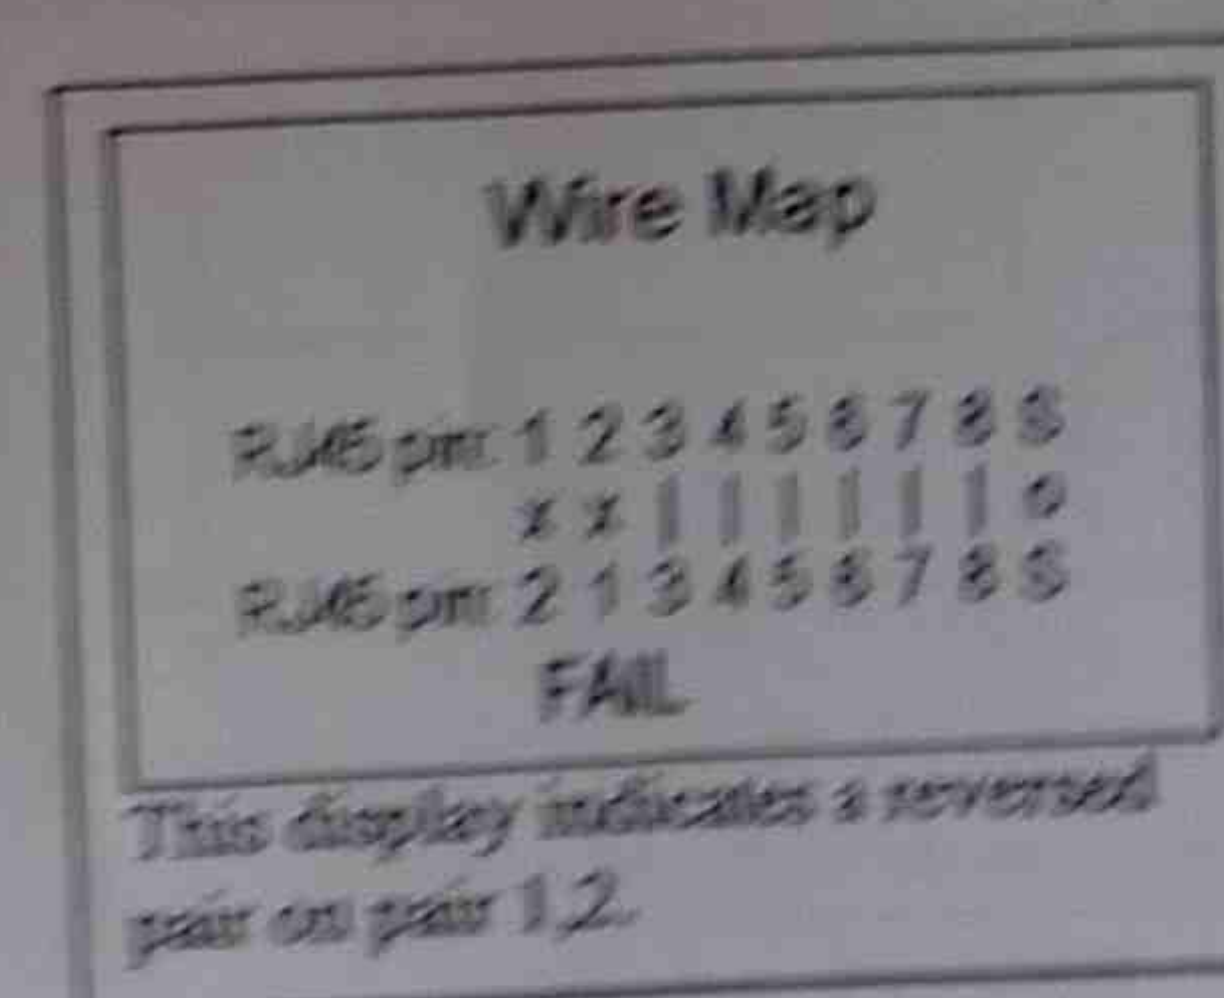 Wire Map
RJ45 pin: 1 2 3 4 5 6 7 8 S
x x | | | | | | o
RJ45 pin: 2 1 3 4 5 6 7 8 S
FAIL
This display indicates a reversed
pair on pair 1,2.